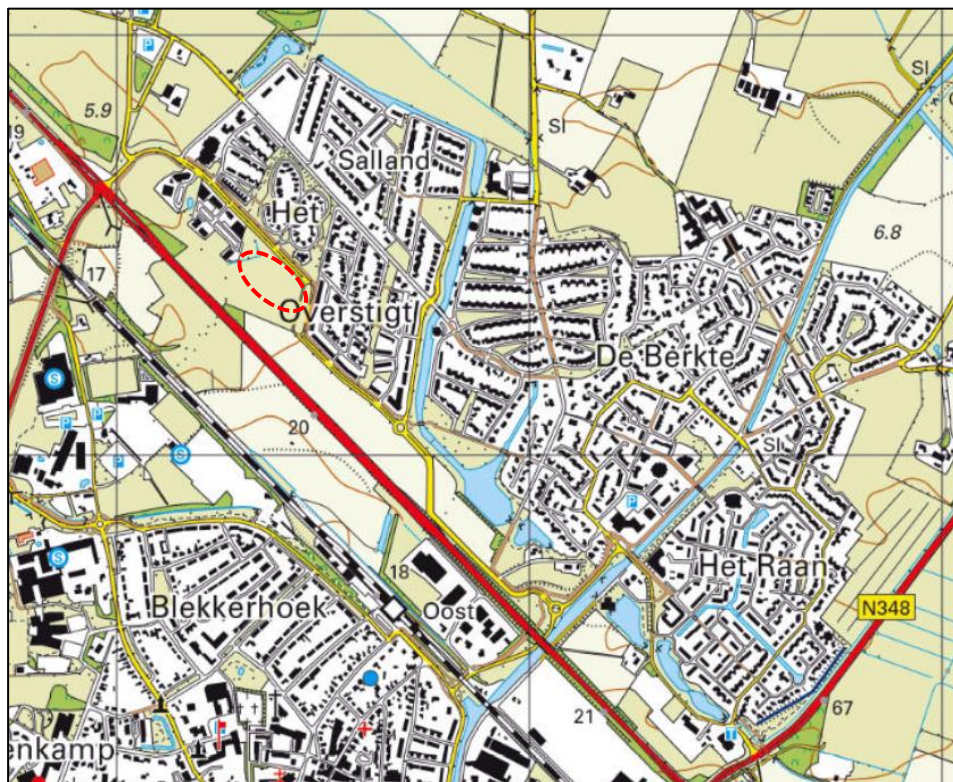 P
5.9
Sl
Sl
19
Salland
Het
6.8
17
Overstigt
De Berkte
S
P
P
20
Sl
S
P
P
S
18
Het Raan
Blekkerhoek
Oost
N348
21
67
T
enkamp